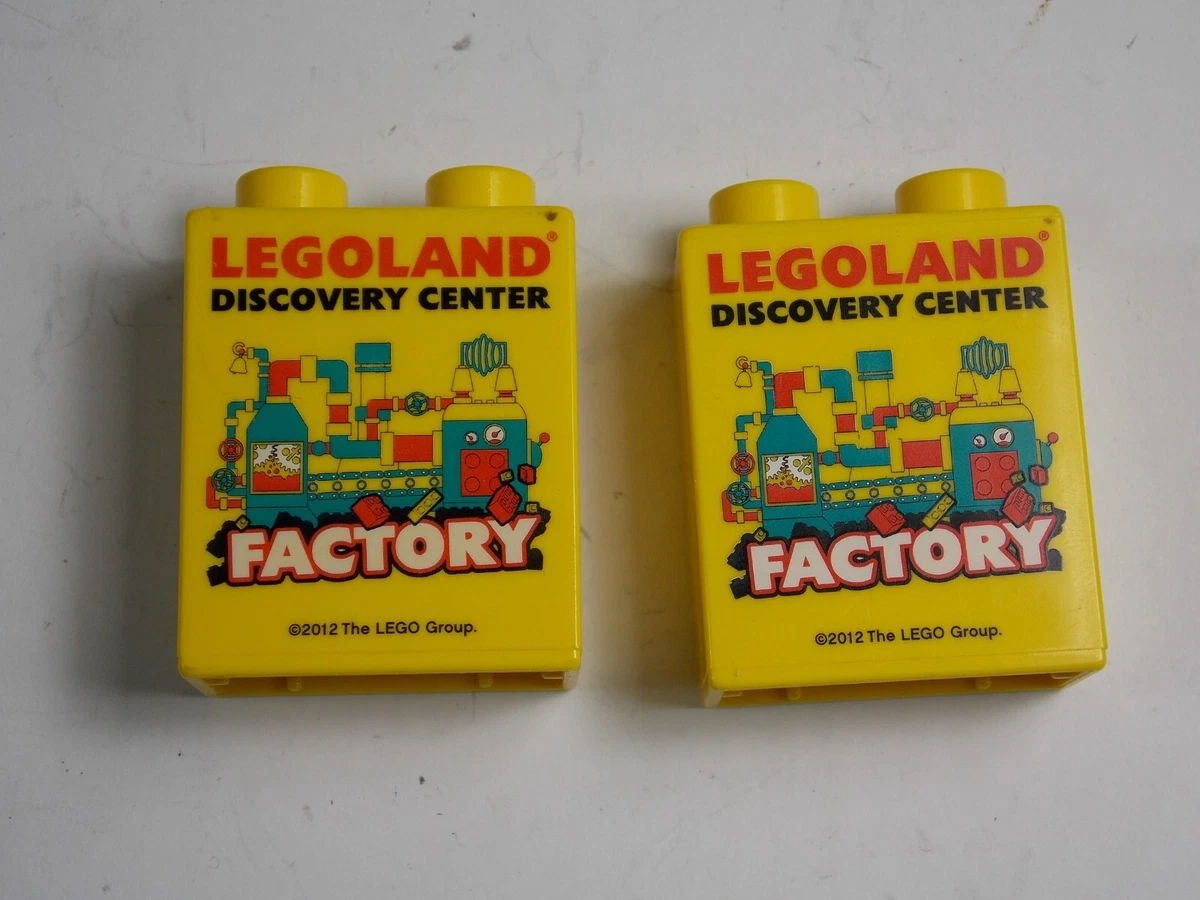 LEGOLAND®
DISCOVERY CENTER
FACTORY
©2012 The LEGO Group.
LEGOLAND®
DISCOVERY CENTER
FACTORY
©2012 The LEGO Group.